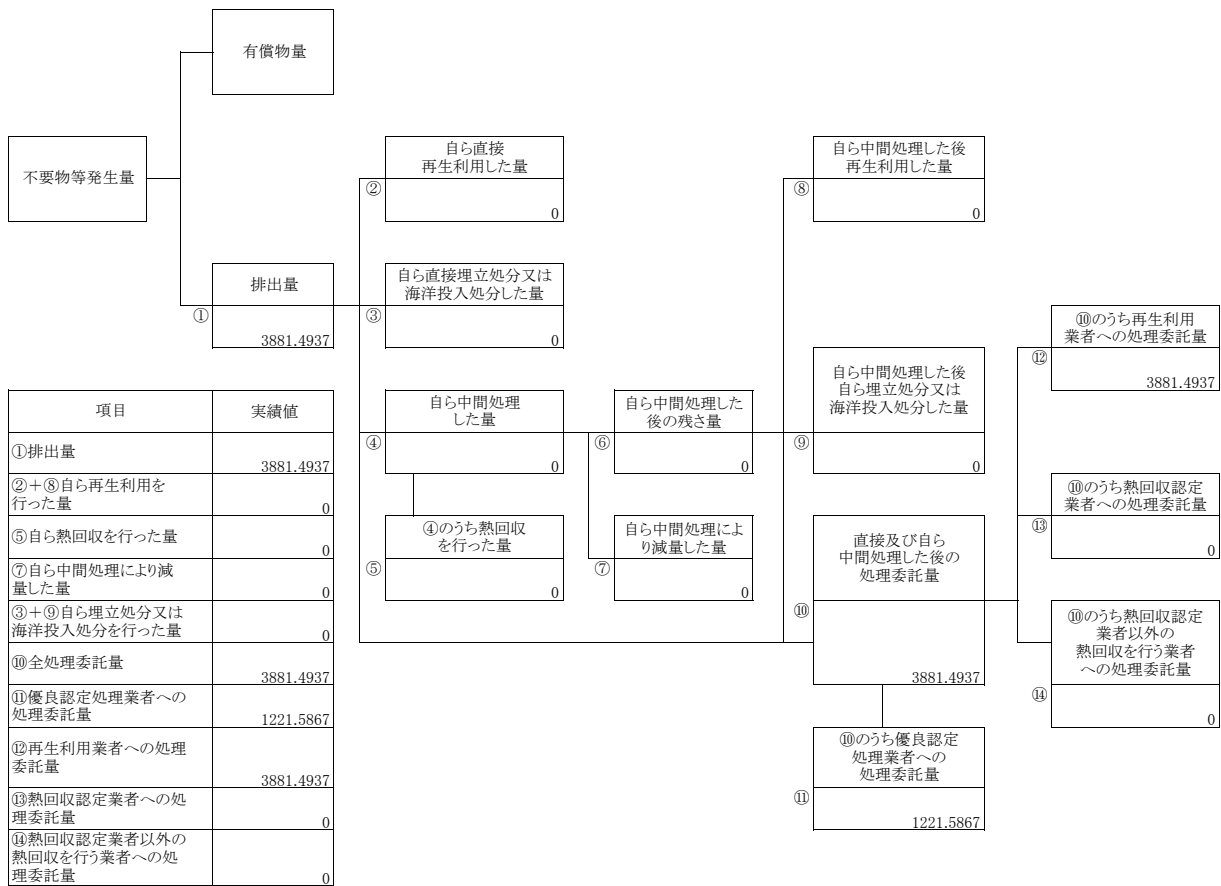 有償物量
不要物等発生量
自ら直接
再生利用した量
②
0
自ら中間処理した後
再生利用した量
⑧
0
排出量
①
3881.4937
自ら直接埋立処分又は
海洋投入処分した量
③
0
⑩のうち再生利用
業者への処理委託量
⑫
3881.4937
自ら中間処理
した量
④
0
自ら中間処理した
後の残さ量
⑥
0
自ら中間処理した後
自ら埋立処分又は
海洋投入処分した量
⑨
0
⑩のうち熱回収認定
業者への処理委託量
⑬
0
④のうち熱回収
を行った量
⑤
0
自ら中間処理によ
り減量した量
⑦
0
直接及び自ら
中間処理した後の
処理委託量
⑩
3881.4937
⑩のうち熱回収認定
業者以外の
熱回収を行う業者
への処理委託量
⑭
0
⑩のうち優良認定
処理業者への
処理委託量
⑪
1221.5867
項目 実績値
①排出量
3881.4937
②+⑧自ら再生利用を
行った量
0
⑤自ら熱回収を行った量
0
⑦自ら中間処理により減
量した量
0
③+⑨自ら埋立処分又は
海洋投入処分を行った量
0
⑩全処理委託量
3881.4937
⑪優良認定処理業者への
処理委託量
1221.5867
⑫再生利用業者への処理
委託量
3881.4937
⑬熱回収認定業者への処
理委託量
0
⑭熱回収認定業者以外の
熱回収を行う業者への処
理委託量
0